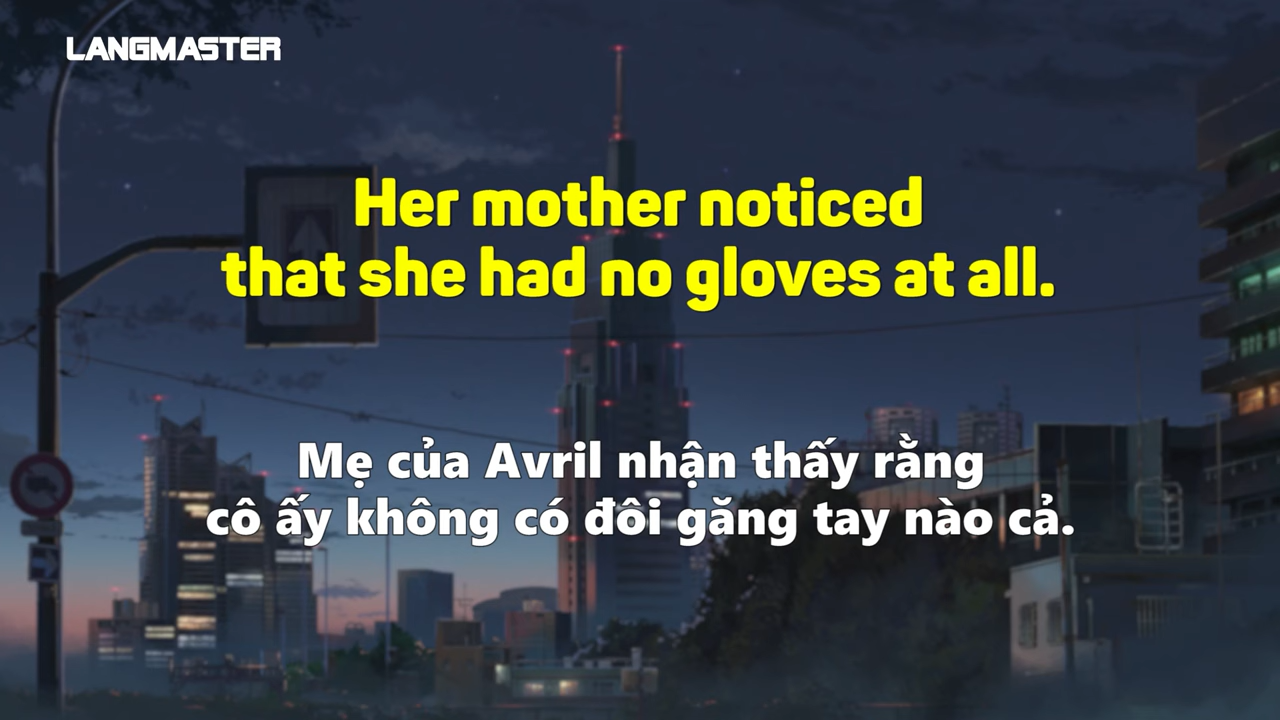 LANGMASTER
Her mother noticed
that she had no gloves at all.
Mẹ của Avril nhận thấy rằng
cô ấy không có đôi găng tay nào cả.